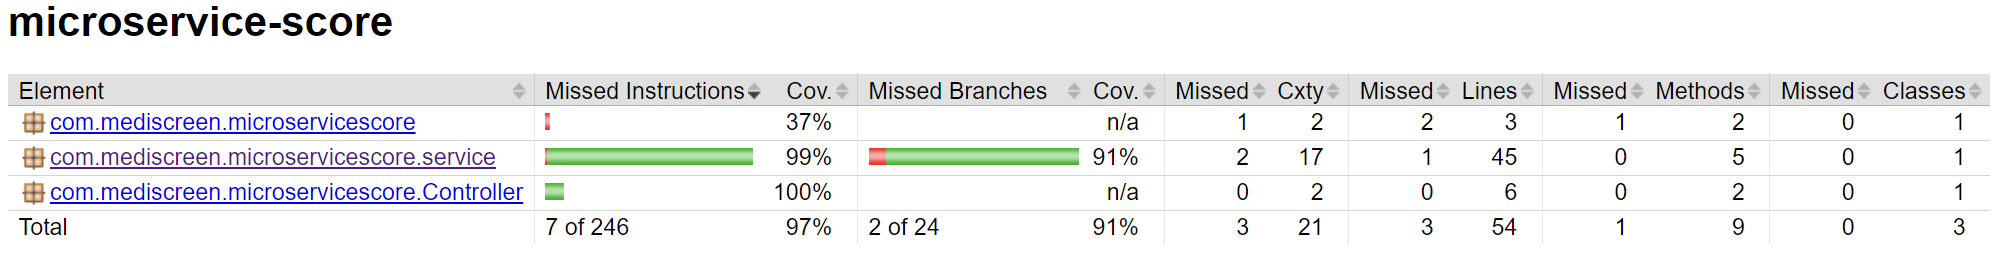 microservice-score
Element Missed Instructions Cov. Missed Branches Cov. Missed Cxty Missed Lines Missed Methods Missed Classes
com.mediscreen.microservicescore 37% n/a 1 2 2 3 1 2 0 1
com.mediscreen.microservicescore.service 99% 91% 2 17 1 45 0 5 0 1
com.mediscreen.microservicescore.Controller 100% n/a 0 2 0 6 0 2 0 1
Total 7 of 246 97% 2 of 24 91% 3 21 3 54 1 9 0 3